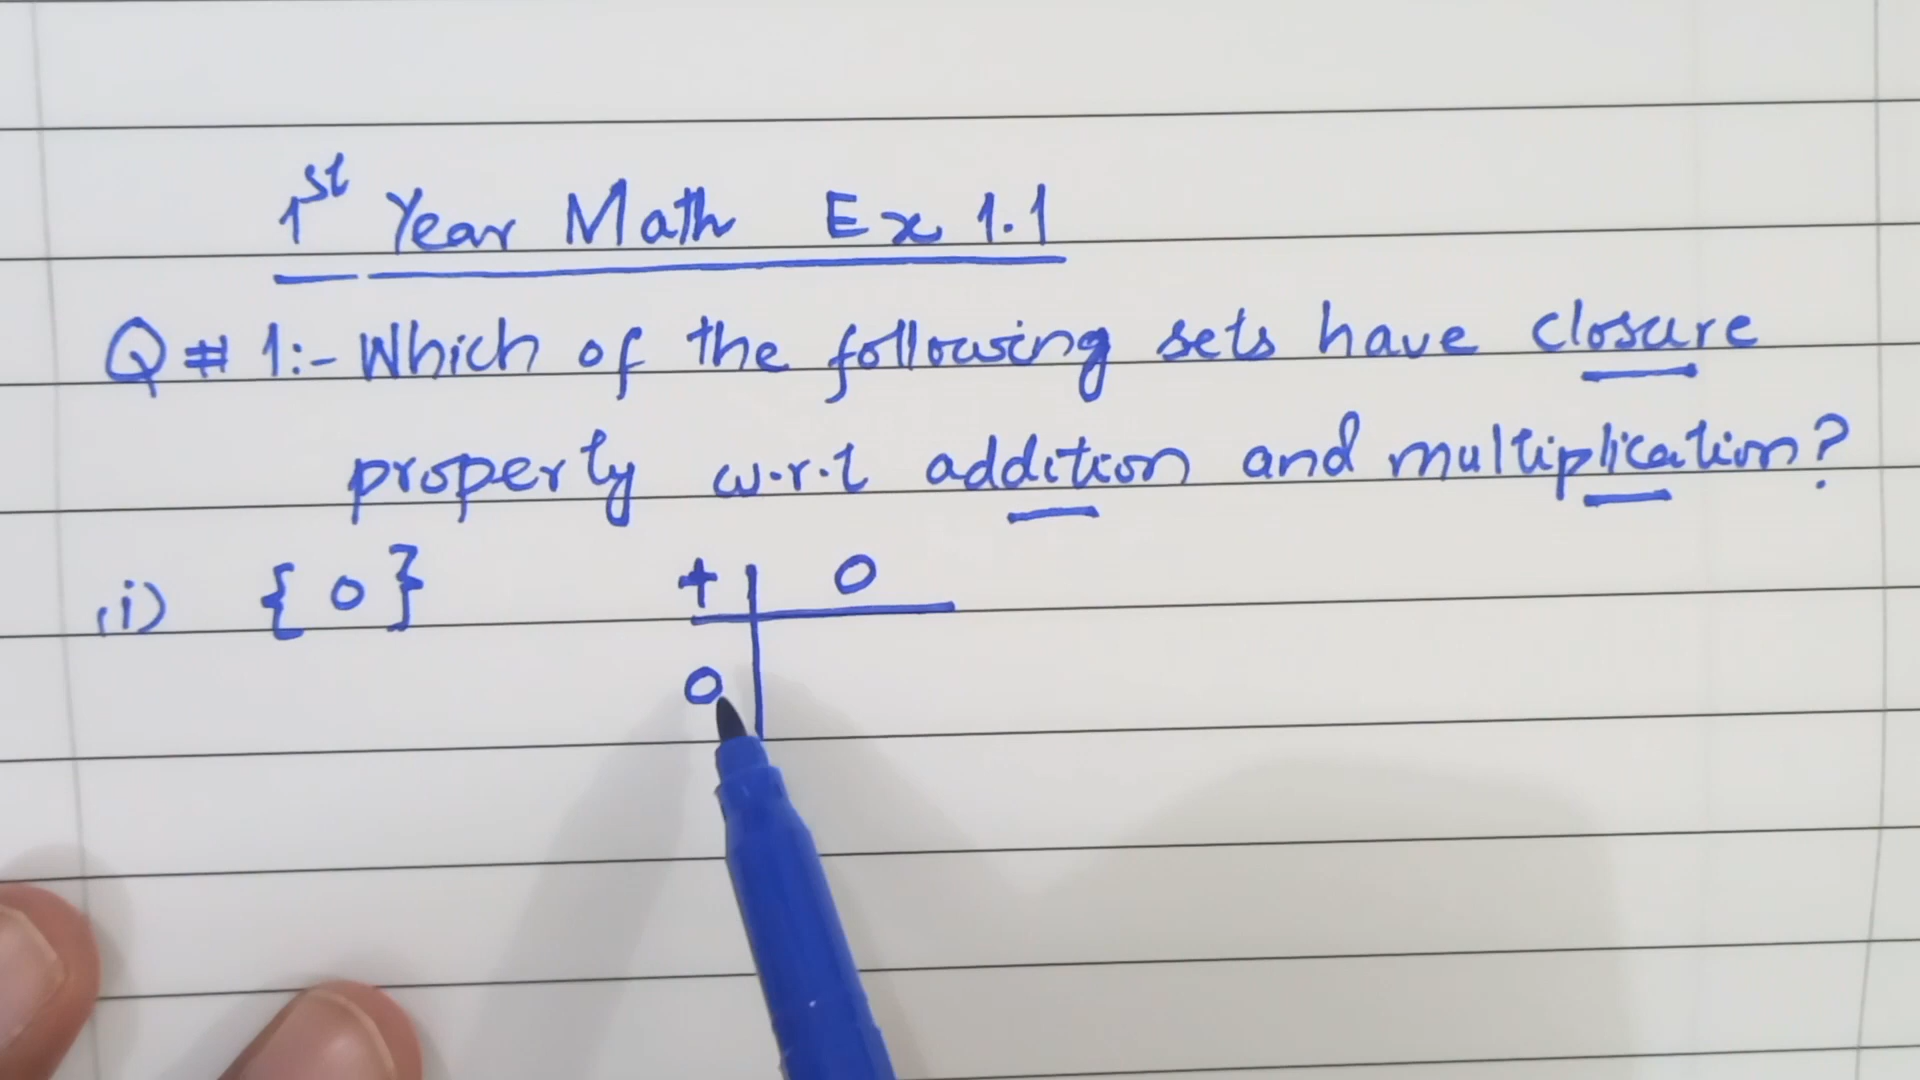 1st Year Math Ex 1.1
Q # 1:- Which of the following sets have closure
property w.r.t addition and multiplication?
(i) { 0 } + | 0
0